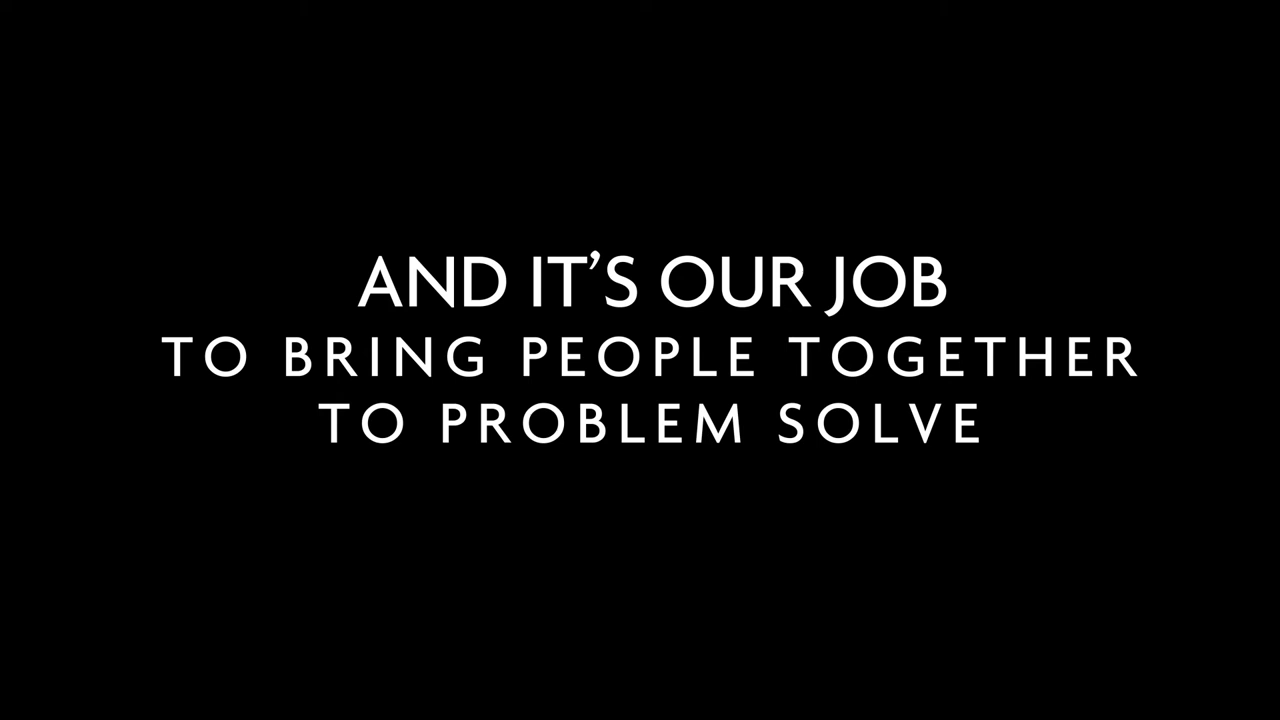 AND IT’S OUR JOB
TO BRING PEOPLE TOGETHER
TO PROBLEM SOLVE